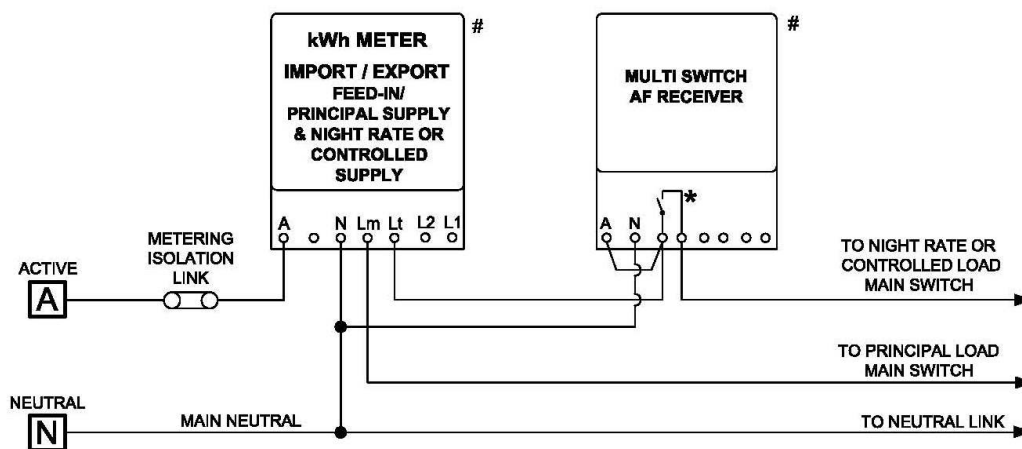 kWh METER
IMPORT / EXPORT
FEED-IN/
PRINCIPAL SUPPLY
& NIGHT RATE OR
CONTROLLED
SUPPLY
#
A N Lm Lt L2 L1
MULTI SWITCH
AF RECEIVER
#
*
A N
METERING
ISOLATION
LINK
ACTIVE
A
TO NIGHT RATE OR
CONTROLLED LOAD
MAIN SWITCH
TO PRINCIPAL LOAD
MAIN SWITCH
NEUTRAL
N
MAIN NEUTRAL
TO NEUTRAL LINK